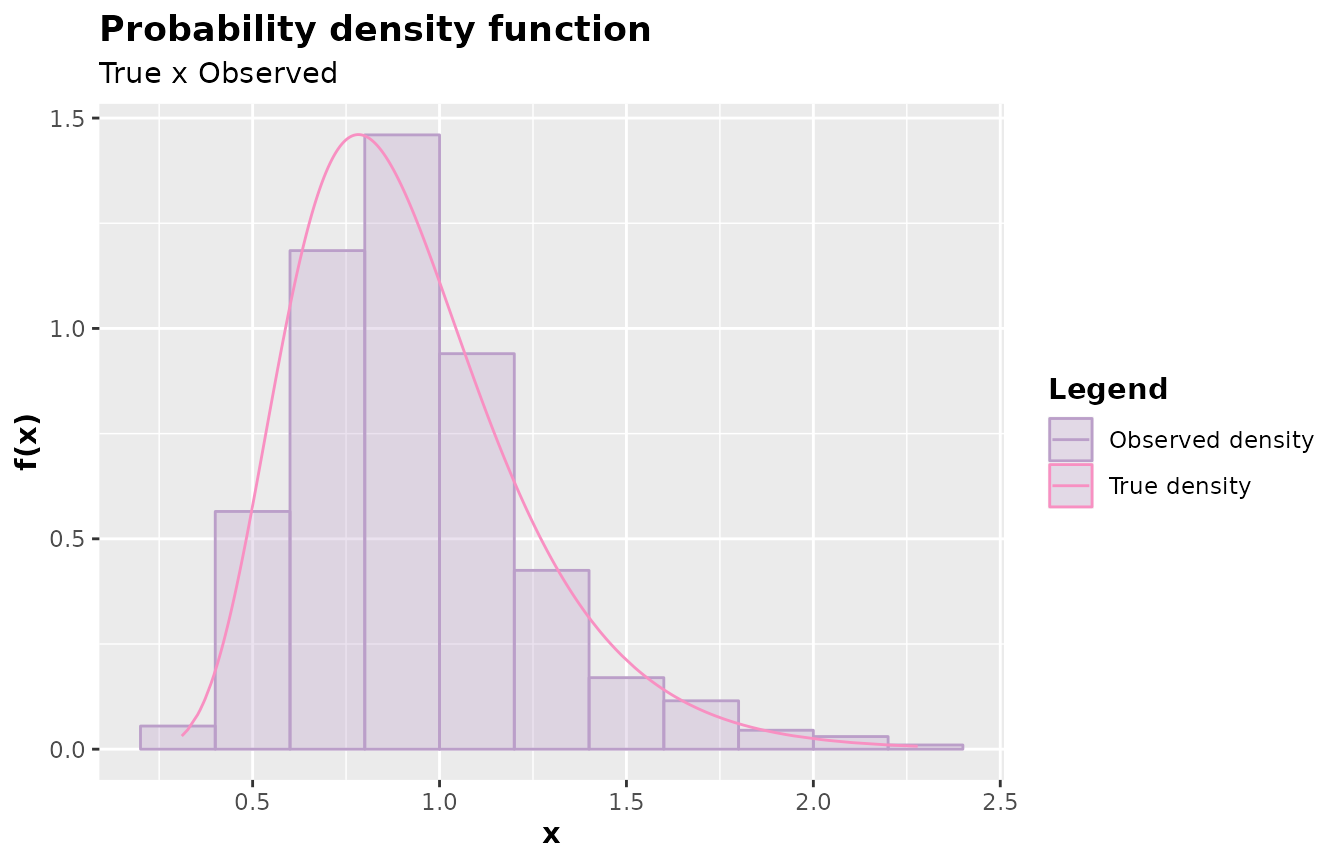 Probability density function
True x Observed
1.5
1.0
0.5
0.0
f(x)
0.5 1.0 1.5 2.0 2.5
x
Legend
Observed density
True density